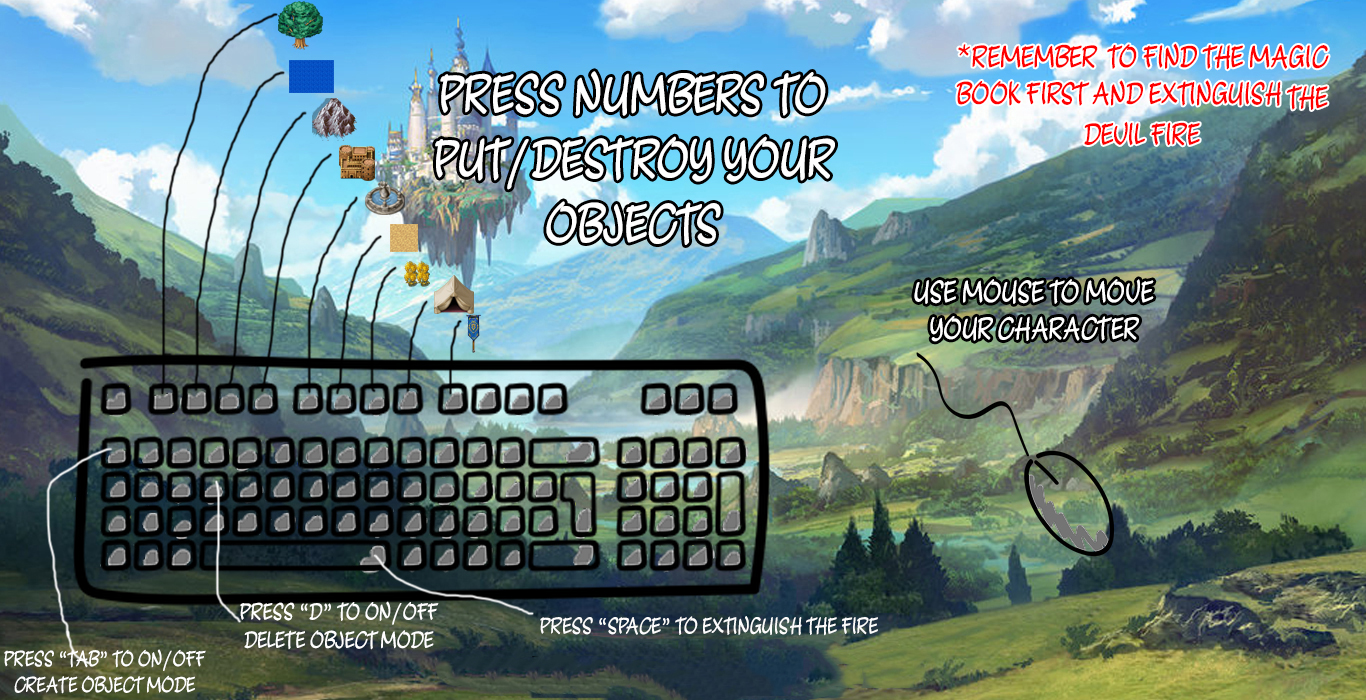 *REMEMBER TO FIND THE MAGIC
BOOK FIRST AND EXTINGUISH THE
DEVIL FIRE
PRESS NUMBERS TO
PUT/DESTROY YOUR
OBJECTS
USE MOUSE TO MOVE
YOUR CHARACTER
PRESS "D" TO ON/OFF
DELETE OBJECT MODE
PRESS "SPACE" TO EXTINGUISH THE FIRE
PRESS "TAB" TO ON/OFF
CREATE OBJECT MODE